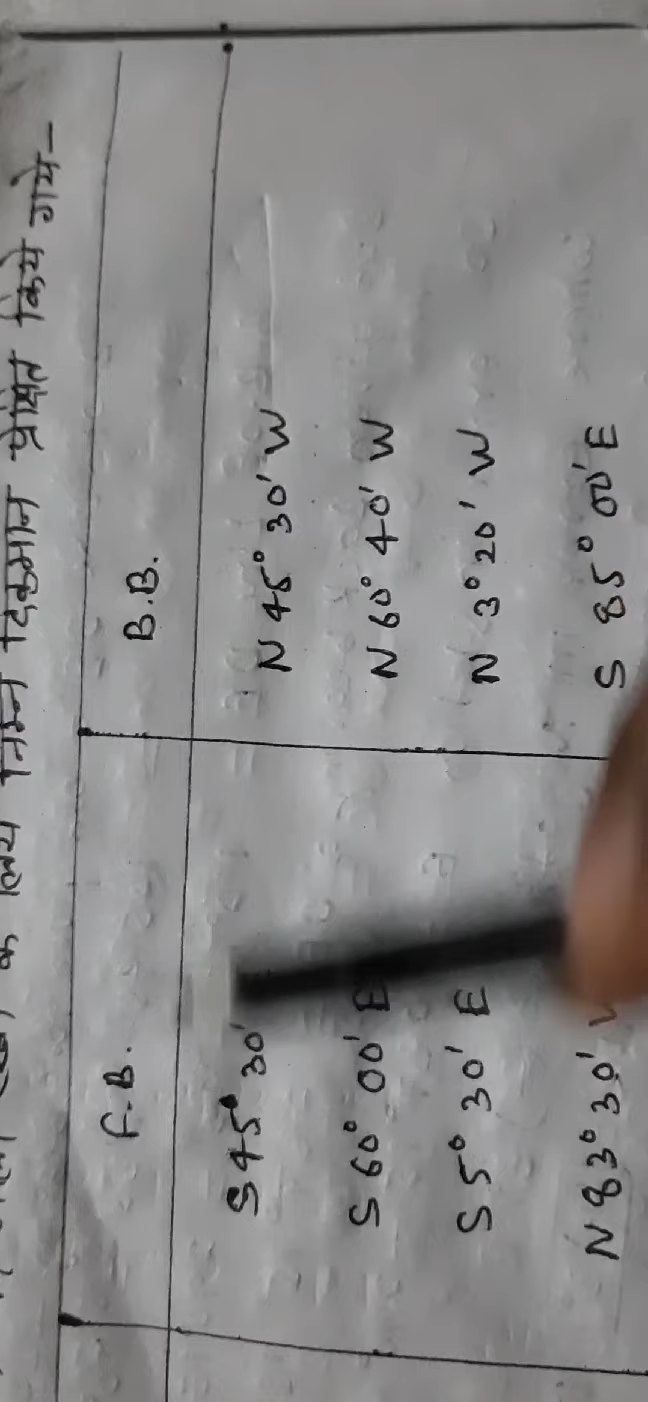 के लिये निम्न दिक्मान प्रेक्षित किये गये-
F.B. B.B.
S 45° 30' N 45° 30' W
S 60° 00' E N 60° 40' W
S 5° 30' E N 3° 20' W
N 83° 30' S 85° 00' E